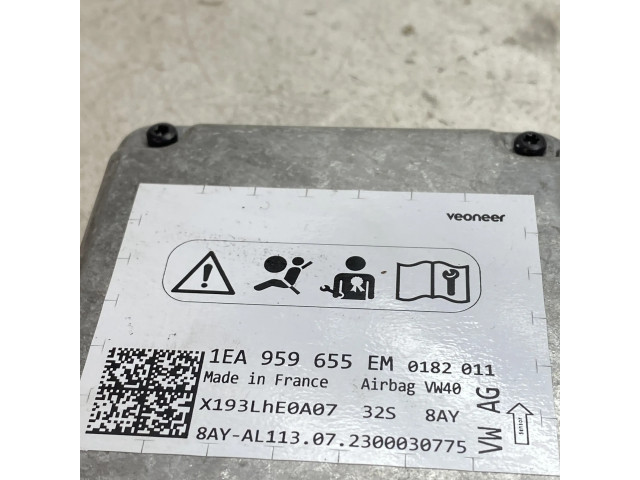 veoneer
1EA 959 655 EM 0182 011
Made in France Airbag VW40
X193LhE0A07 32S 8AY
8AY-AL113.07.2300030775
VW AG
Sensor